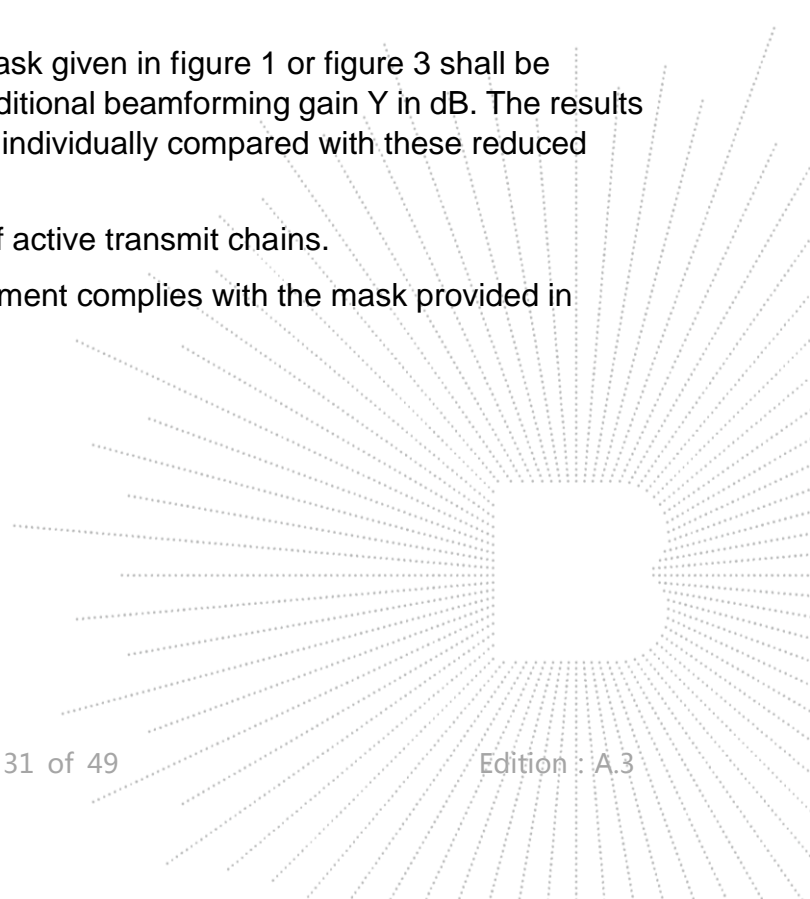 ask given in figure 1 or figure 3 shall be
ditional beamforming gain Y in dB. The results
individually compared with these reduced
f active transmit chains.
ment complies with the mask provided in
31 of 49 Edition : A.3